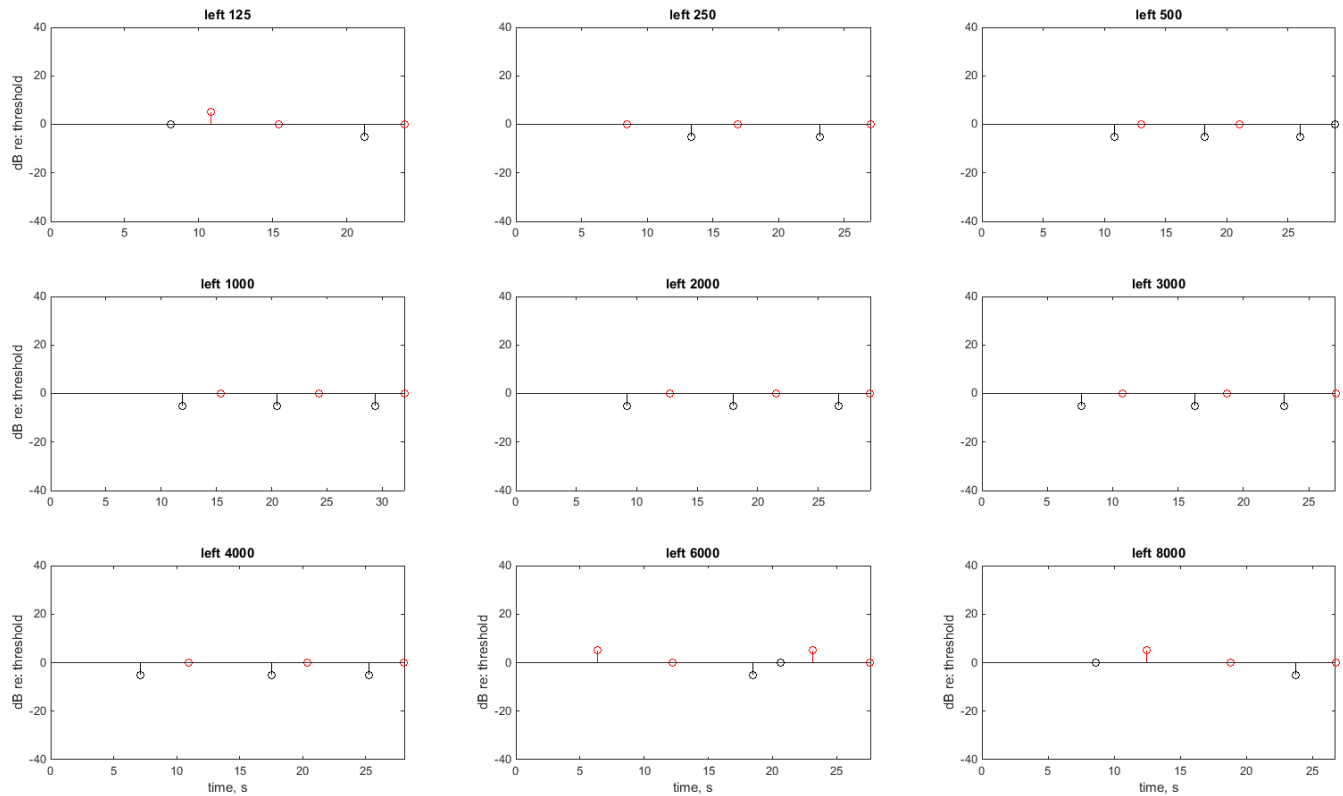 left 125 left 250 left 500
40 40 40
20 20 20
dB re: threshold
0 0 0
-20 -20 -20
-40 -40 -40
0 5 10 15 20 0 5 10 15 20 25 0 5 10 15 20 25
left 1000 left 2000 left 3000
40 40 40
20 20 20
dB re: threshold
0 0 0
-20 -20 -20
-40 -40 -40
0 5 10 15 20 25 30 0 5 10 15 20 25 0 5 10 15 20 25
left 4000 left 6000 left 8000
40 40 40
20 20 20
dB re: threshold dB re: threshold dB re: threshold
0 0 0
-20 -20 -20
-40 -40 -40
0 5 10 15 20 25 0 5 10 15 20 25 0 5 10 15 20 25
time, s time, s time, s